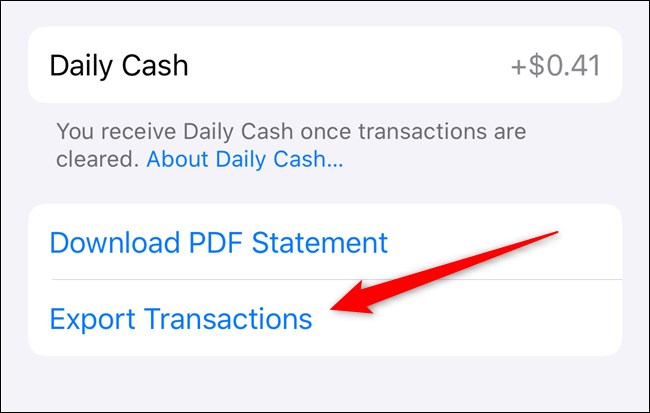 Daily Cash +$0.41
You receive Daily Cash once transactions are
cleared. About Daily Cash...
Download PDF Statement
Export Transactions